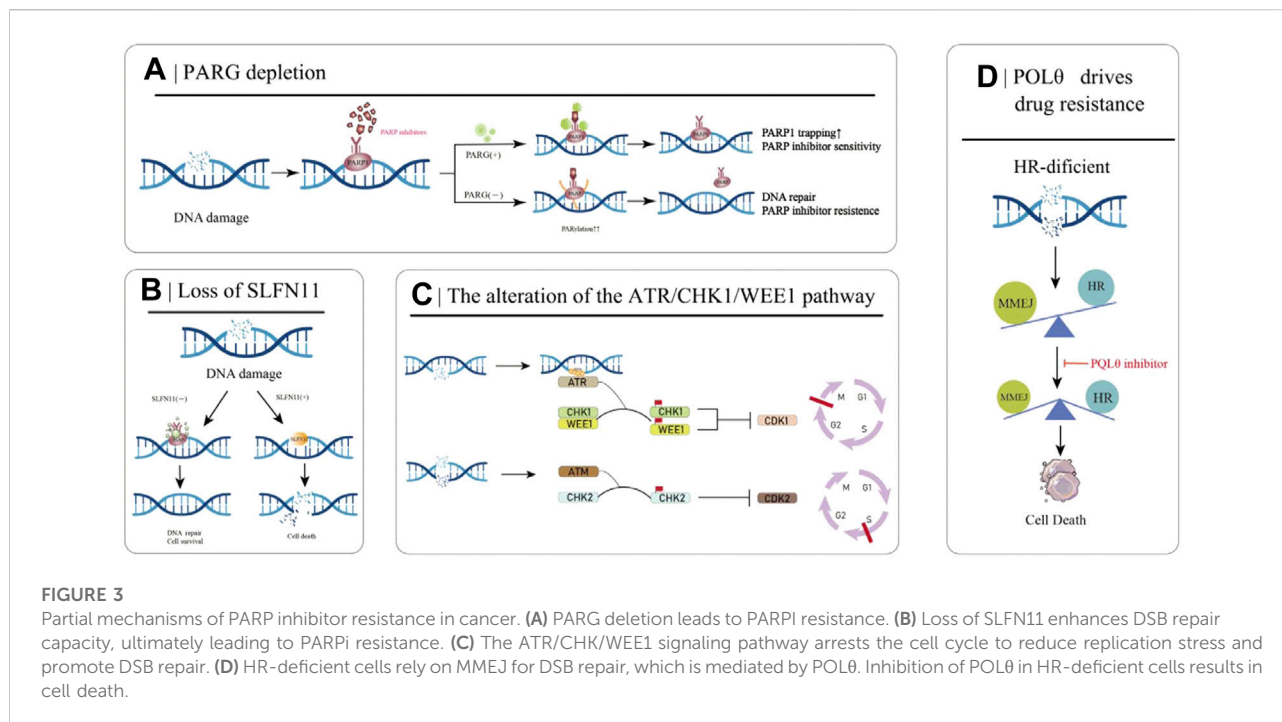 A | PARG depletion
PARP inhibitors
PARP1
DNA damage
PARG(+)
PARG(−)
PARP1
PARP1
PARP1 trapping↑
PARP inhibitor sensitivity
PARylation↑↑
DNA repair
PARP inhibitor resistence
B | Loss of SLFN11
DNA damage
SLFN11(−)
SLFN11(+)
SLFN11
DNA repair
Cell survival
Cell death
C | The alteration of the ATR/CHK1/WEE1 pathway
ATR
CHK1
WEE1
CHK1
WEE1
CDK1
M
G1
G2
S
ATM
CHK2
CHK2
CDK2
M
G1
G2
S
D | POLθ drives
drug resistance
HR-dificient
MMEJ
HR
PQLθ inhibitor
MMEJ
HR
Cell Death
FIGURE 3
Partial mechanisms of PARP inhibitor resistance in cancer. (A) PARG deletion leads to PARPI resistance. (B) Loss of SLFN11 enhances DSB repair
capacity, ultimately leading to PARPi resistance. (C) The ATR/CHK/WEE1 signaling pathway arrests the cell cycle to reduce replication stress and
promote DSB repair. (D) HR-deficient cells rely on MMEJ for DSB repair, which is mediated by POLθ. Inhibition of POLθ in HR-deficient cells results in
cell death.